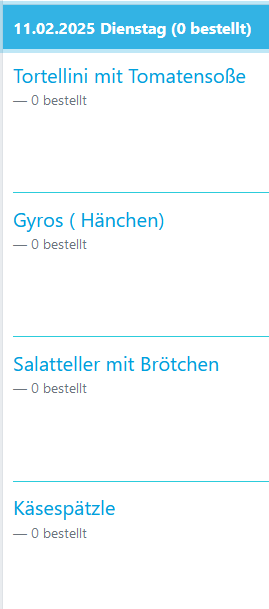 11.02.2025 Dienstag (0 bestellt)
Tortellini mit Tomatensoße
— 0 bestellt
Gyros ( Hänchen)
— 0 bestellt
Salatteller mit Brötchen
— 0 bestellt
Käsespätzle
— 0 bestellt